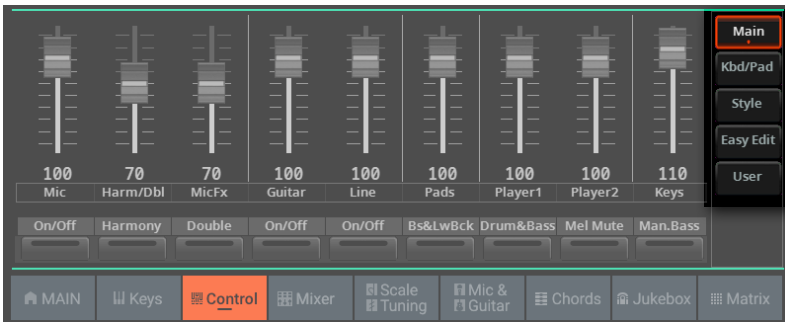 Main
Kbd/Pad
Style
Easy Edit
User
100 70 70 100 100 100 100 100 110
Mic Harm/Dbl MicFx Guitar Line Pads Player1 Player2 Keys
On/Off Harmony Double On/Off On/Off Bs&LwBck Drum&Bass Mel Mute Man.Bass
MAIN Keys Control Mixer Scale Tuning Mic & Guitar Chords Jukebox Matrix